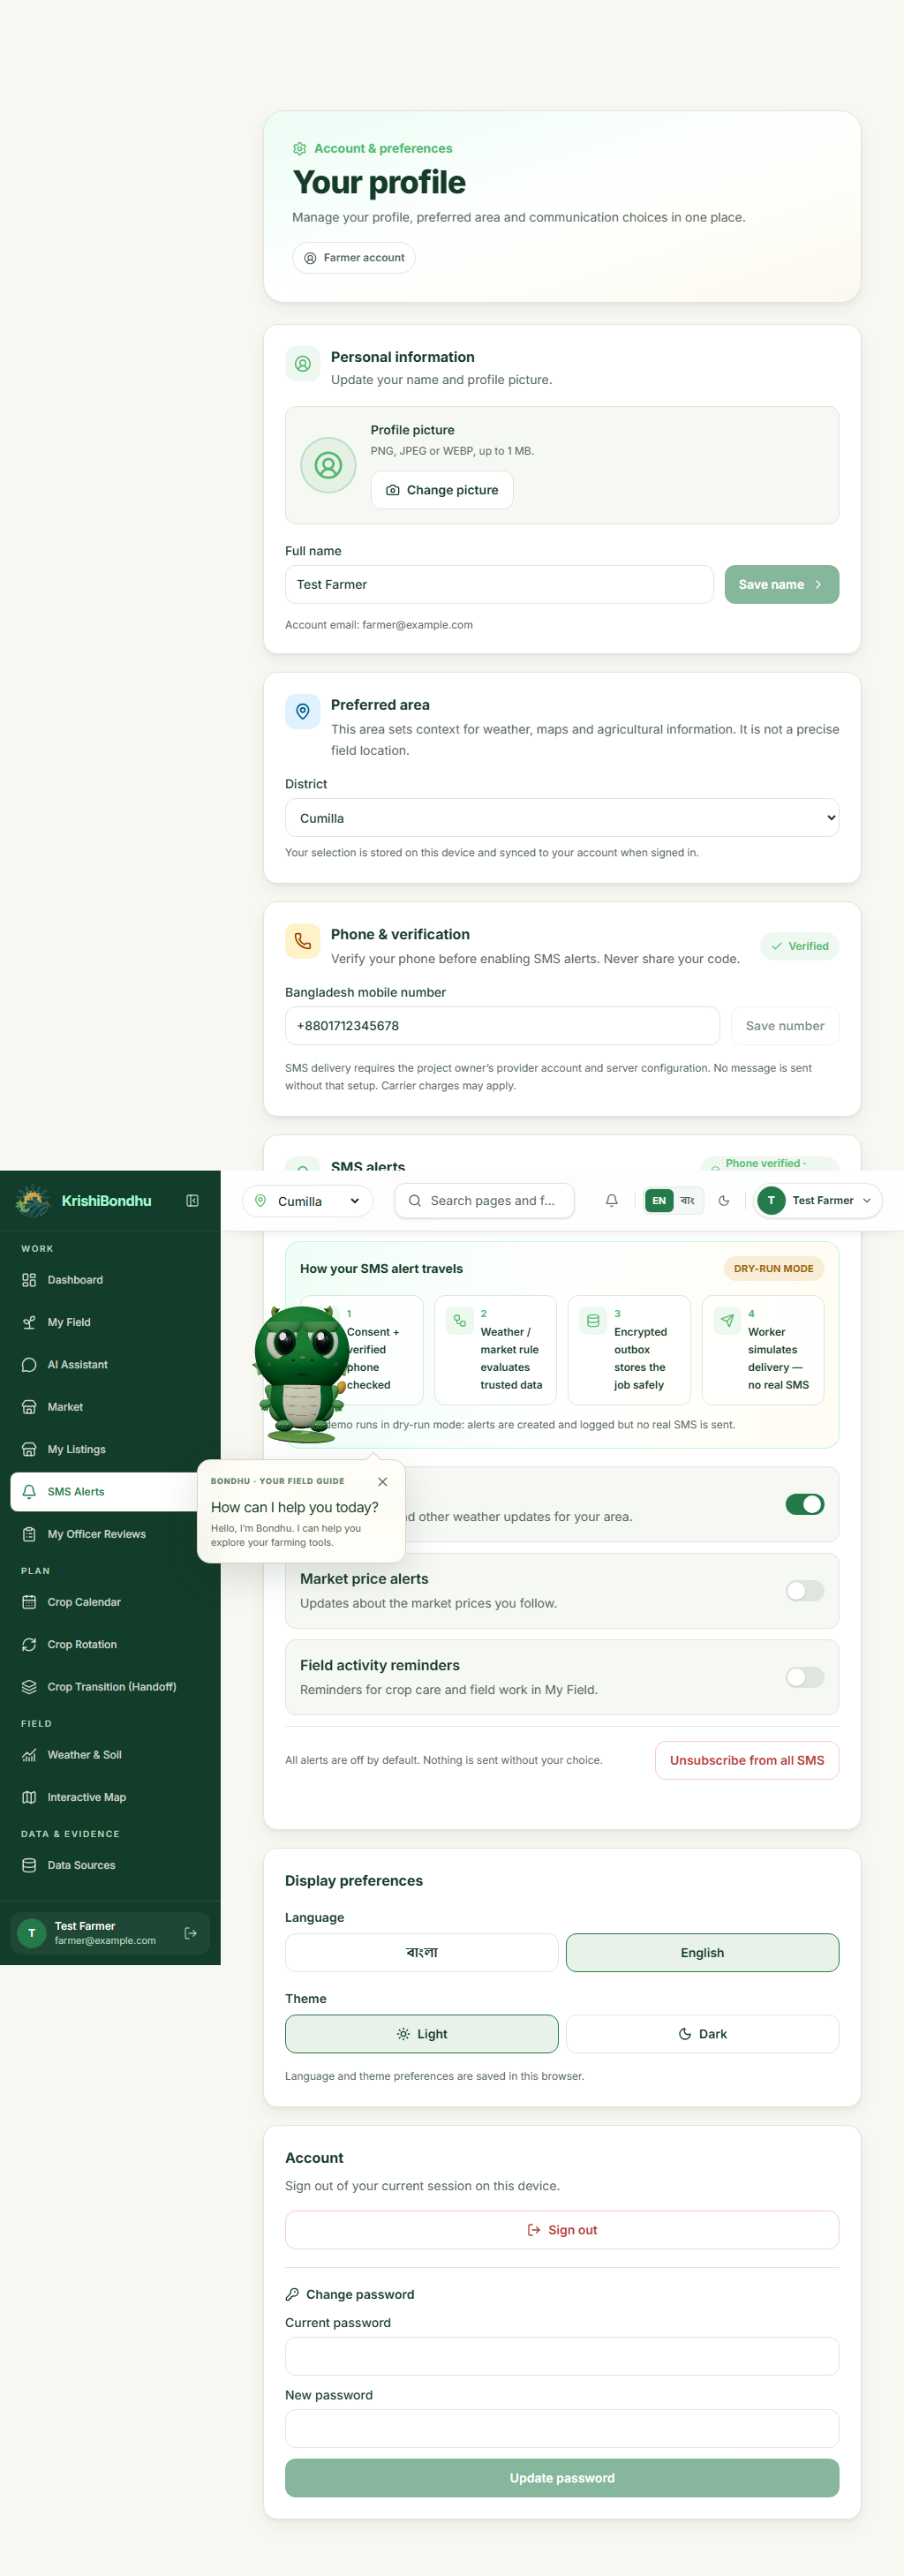 Account & preferences
Your profile
Manage your profile, preferred area and communication choices in one place.
Farmer account
Personal information
Update your name and profile picture.
Profile picture
PNG, JPEG or WEBP, up to 1 MB.
Change picture
Full name
Test Farmer
Save name
Account email: farmer@example.com
Preferred area
This area sets context for weather, maps and agricultural information. It is not a precise
field location.
District
Cumilla
Your selection is stored on this device and synced to your account when signed in.
Phone & verification
Verify your phone before enabling SMS alerts. Never share your code.
Verified
Bangladesh mobile number
+8801712345678
Save number
SMS delivery requires the project owner's provider account and server configuration. No message is sent
without that setup. Carrier charges may apply.
SMS alerts
Phone verified ·
KrishiBondhu
Cumilla
Search pages and f...
EN
বাং
T
Test Farmer
WORK
Dashboard
My Field
AI Assistant
Market
My Listings
SMS Alerts
My Officer Reviews
PLAN
Crop Calendar
Crop Rotation
Crop Transition (Handoff)
FIELD
Weather & Soil
Interactive Map
DATA & EVIDENCE
Data Sources
T
Test Farmer
farmer@example.com
How your SMS alert travels
DRY-RUN MODE
1
Consent +
verified
phone
checked
2
Weather /
market rule
evaluates
trusted data
3
Encrypted
outbox
stores the
job safely
4
Worker
simulates
delivery —
no real SMS
demo runs in dry-run mode: alerts are created and logged but no real SMS is sent.
BONDHU · YOUR FIELD GUIDE
How can I help you today?
Hello, I'm Bondhu. I can help you
explore your farming tools.
other weather updates for your area.
Market price alerts
Updates about the market prices you follow.
Field activity reminders
Reminders for crop care and field work in My Field.
All alerts are off by default. Nothing is sent without your choice.
Unsubscribe from all SMS
Display preferences
Language
বাংলা
English
Theme
Light
Dark
Language and theme preferences are saved in this browser.
Account
Sign out of your current session on this device.
Sign out
Change password
Current password
New password
Update password